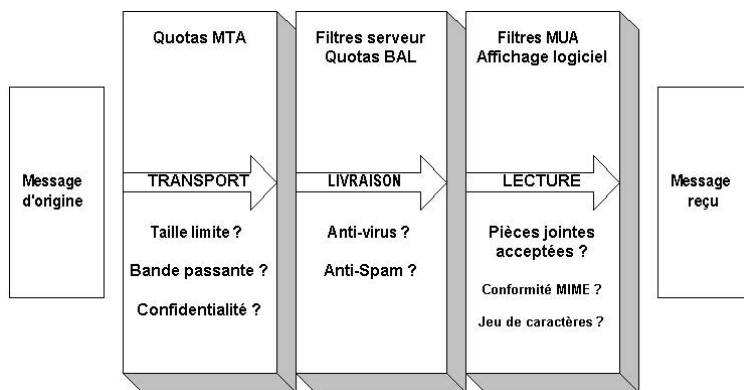 Message
d'origine
Quotas MTA
TRANSPORT
Taille limite ?
Bande passante ?
Confidentialité ?
Filtres serveur
Quotas BAL
LIVRAISON
Anti-virus ?
Anti-Spam ?
Filtres MUA
Affichage logiciel
LECTURE
Pièces jointes
acceptées ?
Conformité MIME ?
Jeu de caractères ?
Message
reçu